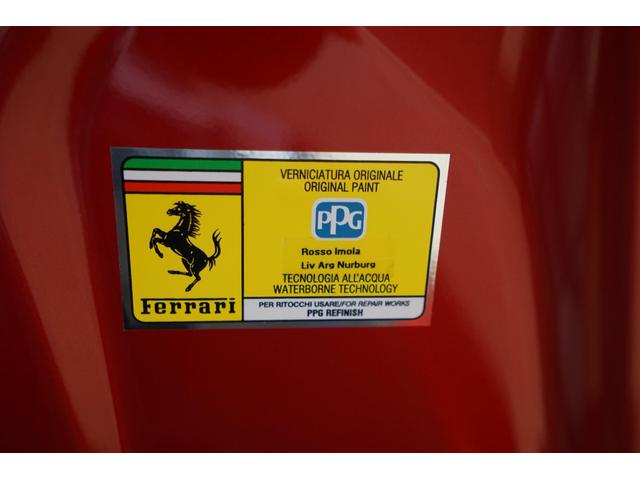 VERNICIATURA ORIGINALE
ORIGINAL PAINT
PPG
Rosso Imola
Liv Arg Nurburg
TECNOLOGIA ALL'ACQUA
WATERBORNE TECHNOLOGY
Ferrari
PER RITOCCHI USARE/FOR REPAIR WORKS
PPG REFINISH